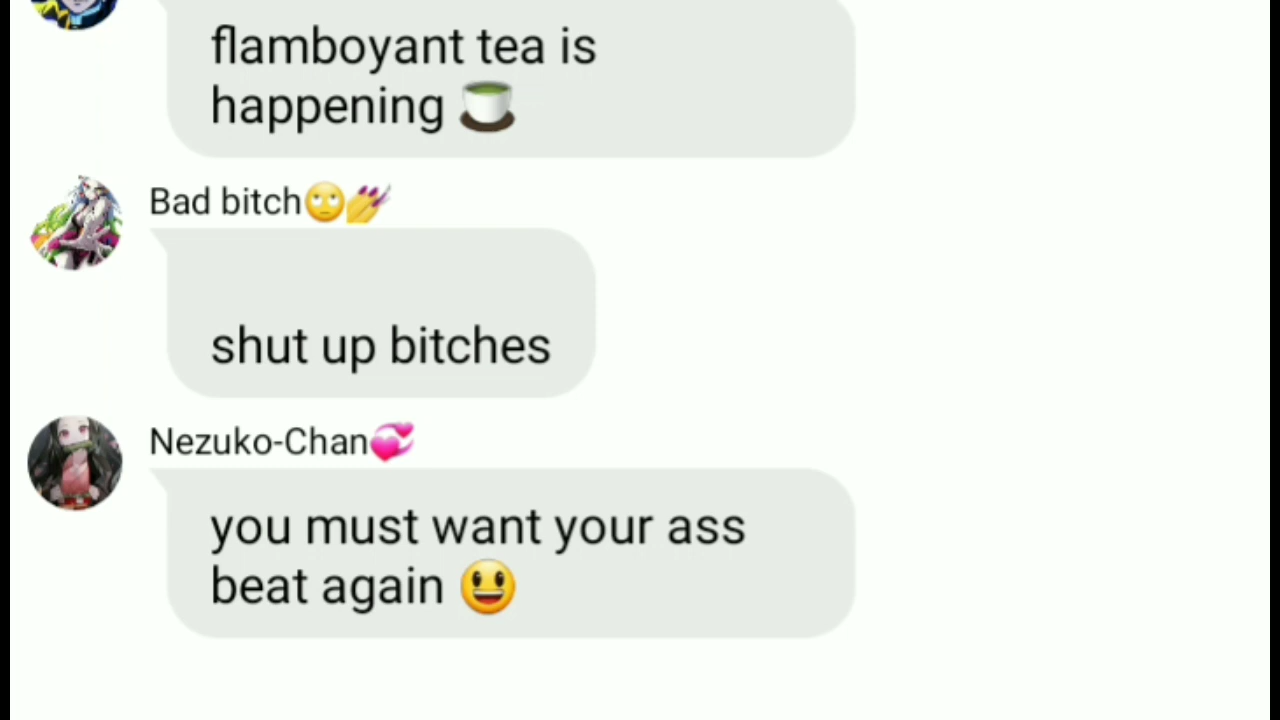 flamboyant tea is
happening 🍵
Bad bitch🙄💅
shut up bitches
Nezuko-Chan💞
you must want your ass
beat again 😃